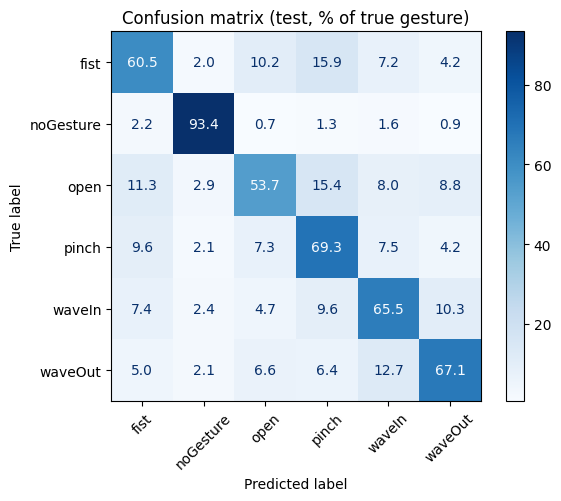 Confusion matrix (test, % of true gesture)
fist 60.5 2.0 10.2 15.9 7.2 4.2
noGesture 2.2 93.4 0.7 1.3 1.6 0.9
open 11.3 2.9 53.7 15.4 8.0 8.8
pinch 9.6 2.1 7.3 69.3 7.5 4.2
waveIn 7.4 2.4 4.7 9.6 65.5 10.3
waveOut 5.0 2.1 6.6 6.4 12.7 67.1
fist noGesture open pinch waveIn waveOut
Predicted label
True label
80
60
40
20